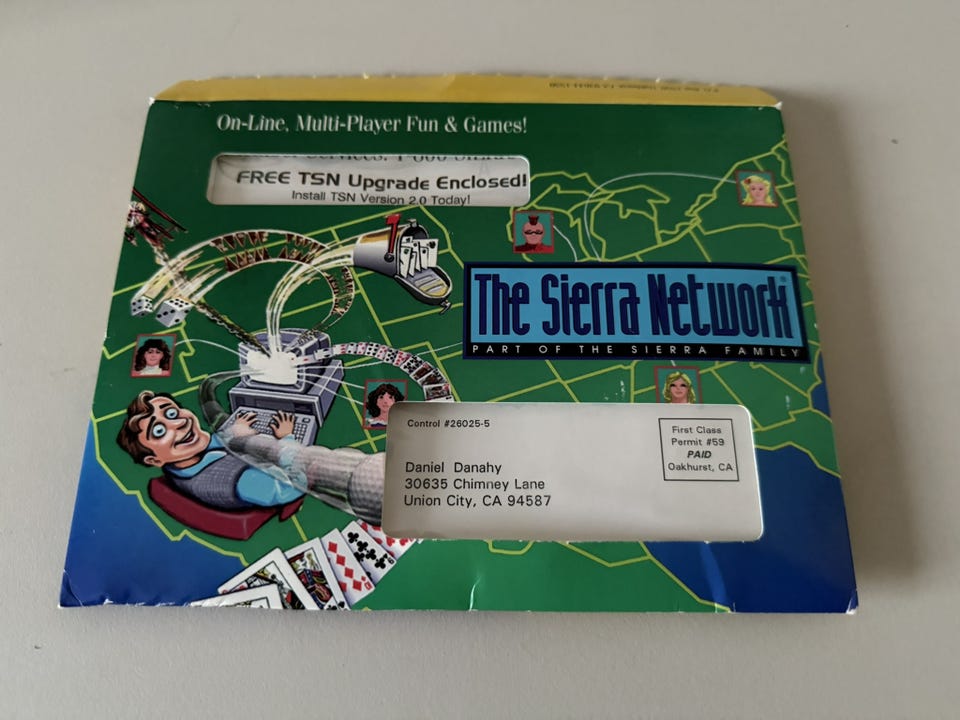 On-Line, Multi-Player Fun & Games!
FREE TSN Upgrade Enclosed!
Install TSN Version 2.0 Today!
The Sierra Network
PART OF THE SIERRA FAMILY
Control #26025-5
First Class
Permit #59
PAID
Oakhurst, CA
Daniel Danahy
30635 Chimney Lane
Union City, CA 94587